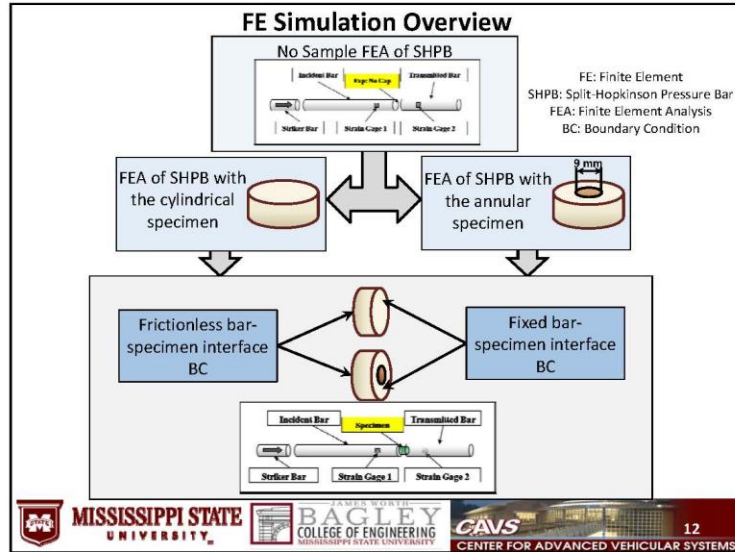 FE Simulation Overview
No Sample FEA of SHPB
Incident Bar
Transmitted Bar
Striker Bar
Strain Gage 1
Strain Gage 2
FE: Finite Element
SHPB: Split-Hopkinson Pressure Bar
FEA: Finite Element Analysis
BC: Boundary Condition
FEA of SHPB with
the cylindrical
specimen
FEA of SHPB with
the annular
specimen
9 mm
Frictionless bar-
specimen interface
BC
Fixed bar-
specimen interface
BC
Incident Bar
Specimen
Transmitted Bar
Striker Bar
Strain Gage 1
Strain Gage 2
STATE
MISSISSIPPI STATE
UNIVERSITY
JAMES WORTH
BAGLEY
COLLEGE OF ENGINEERING
MISSISSIPPI STATE UNIVERSITY
CAVS
CENTER FOR ADVANCED VEHICULAR SYSTEMS
12